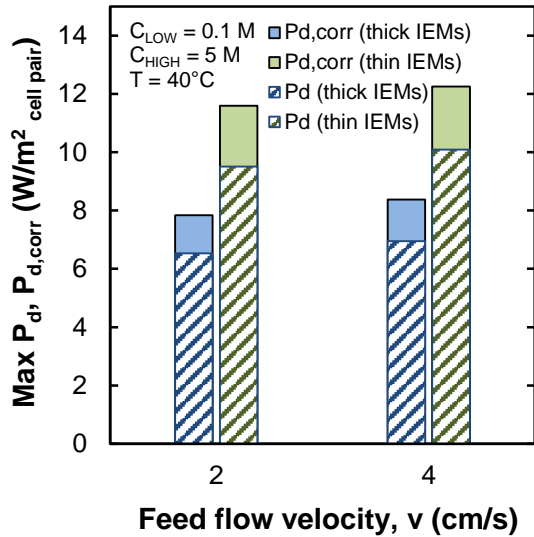 Max P_d, P_d,corr (W/m² cell pair)
14
12
10
8
6
4
2
0
C_LOW = 0.1 M
C_HIGH = 5 M
T = 40°C
Pd,corr (thick IEMs)
Pd,corr (thin IEMs)
Pd (thick IEMs)
Pd (thin IEMs)
2
4
Feed flow velocity, v (cm/s)